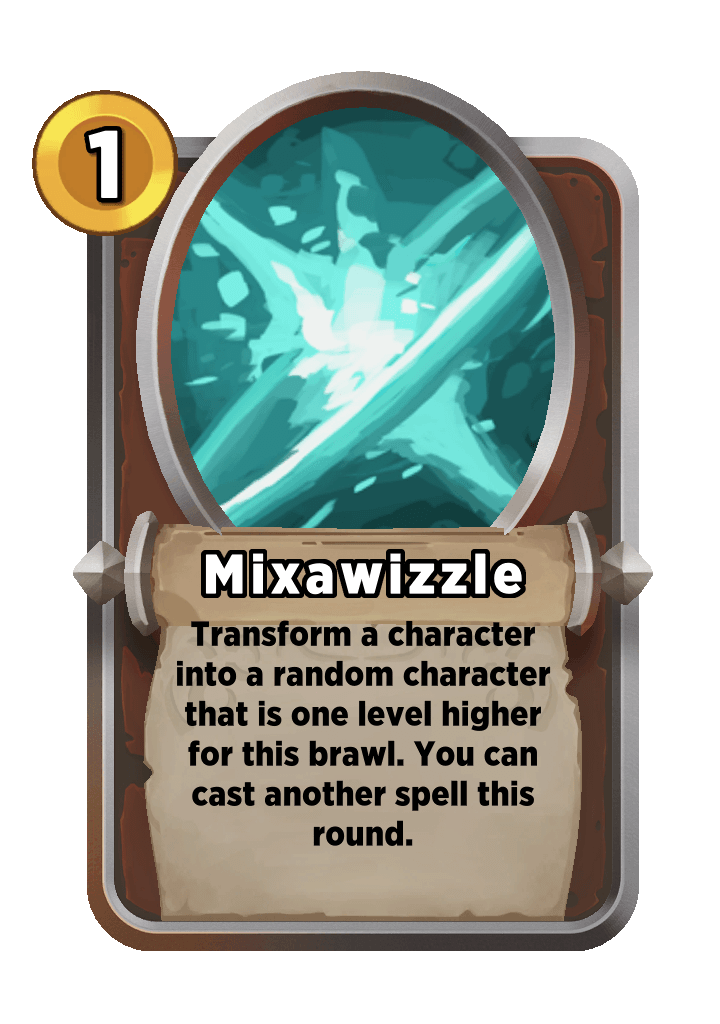 1
Mixawizzle
Transform a character
into a random character
that is one level higher
for this brawl. You can
cast another spell this
round.